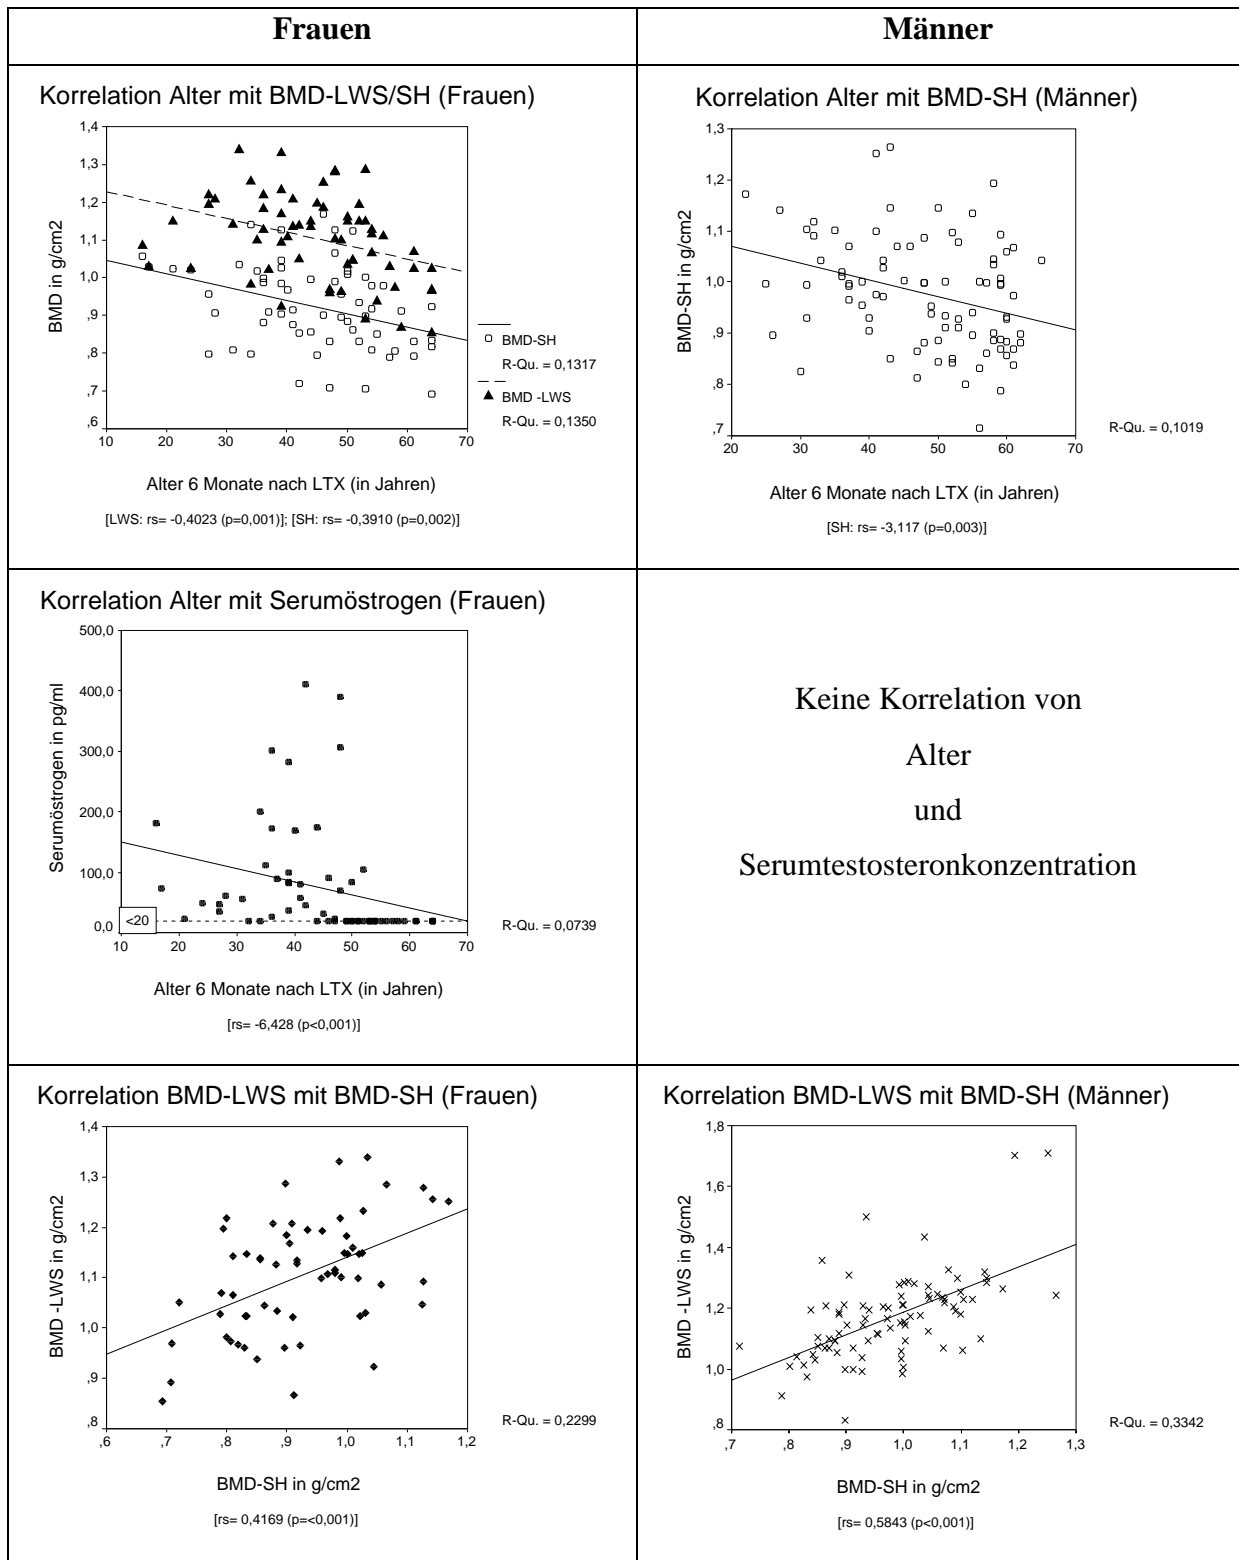 Frauen
Männer
Korrelation Alter mit BMD-LWS/SH (Frauen)
BMD in g/cm2
1,4
1,3
1,2
1,1
1,0
,9
,8
,7
,6
10 20 30 40 50 60 70
BMD-SH
R-Qu. = 0,1317
BMD -LWS
R-Qu. = 0,1350
Alter 6 Monate nach LTX (in Jahren)
[LWS: rs= -0,4023 (p=0,001)]; [SH: rs= -0,3910 (p=0,002)]
Korrelation Alter mit BMD-SH (Männer)
BMD-SH in g/cm2
1,3
1,2
1,1
1,0
,9
,8
,7
20 30 40 50 60 70
R-Qu. = 0,1019
Alter 6 Monate nach LTX (in Jahren)
[SH: rs= -3,117 (p=0,003)]
Korrelation Alter mit Serumöstrogen (Frauen)
Serumöstrogen in pg/ml
500,0
400,0
300,0
200,0
100,0
0,0
<20
10 20 30 40 50 60 70
R-Qu. = 0,0739
Alter 6 Monate nach LTX (in Jahren)
[rs= -6,428 (p<0,001)]
Keine Korrelation von
Alter
und
Serumtestosteronkonzentration
Korrelation BMD-LWS mit BMD-SH (Frauen)
BMD -LWS in g/cm2
1,4
1,3
1,2
1,1
1,0
,9
,8
,6 ,7 ,8 ,9 1,0 1,1 1,2
R-Qu. = 0,2299
BMD-SH in g/cm2
[rs= 0,4169 (p=<0,001)]
Korrelation BMD-LWS mit BMD-SH (Männer)
BMD -LWS in g/cm2
1,8
1,6
1,4
1,2
1,0
,8
,7 ,8 ,9 1,0 1,1 1,2 1,3
R-Qu. = 0,3342
BMD-SH in g/cm2
[rs= 0,5843 (p<0,001)]